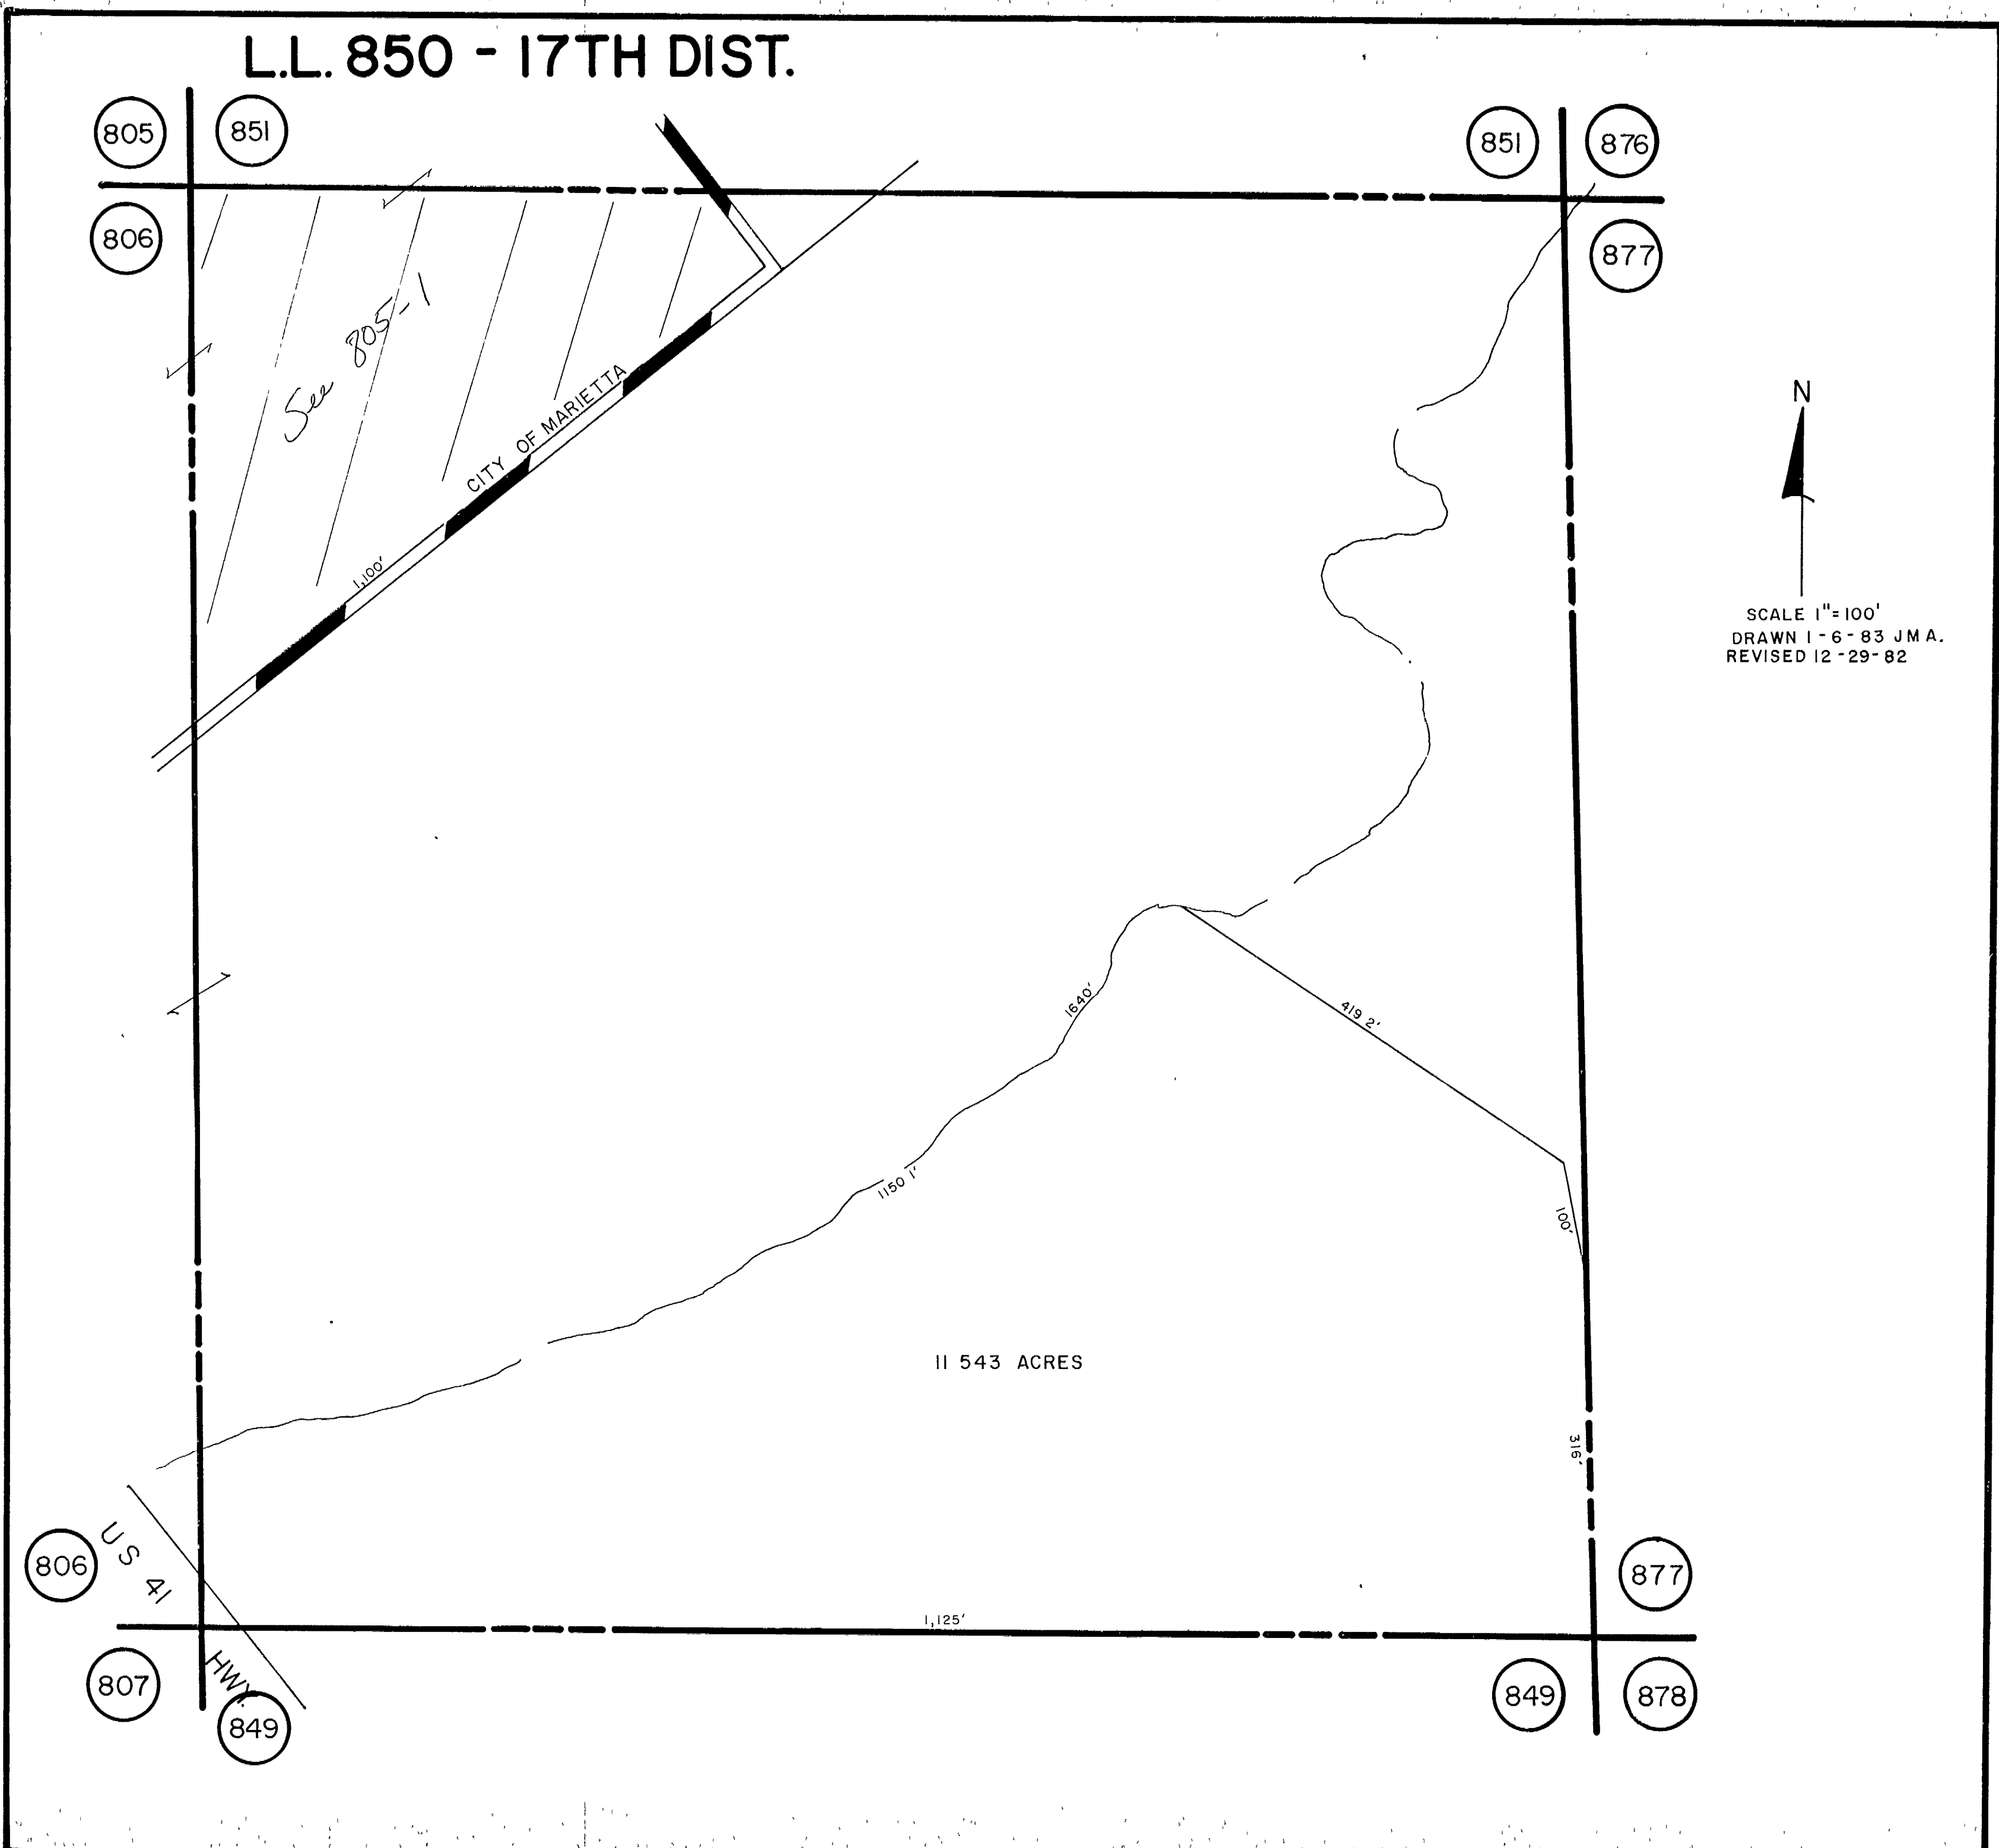 L.L. 850 - 17TH DIST.
805
851
851
876
806
877
See 805-1
CITY OF MARIETTA
1,100'
N
SCALE 1"=100'
DRAWN 1-6-83 JMA.
REVISED 12-29-82
1640'
419 2'
1150 1'
100'
11 543 ACRES
316'
806
US 41
HWY.
877
1,125'
807
849
849
878